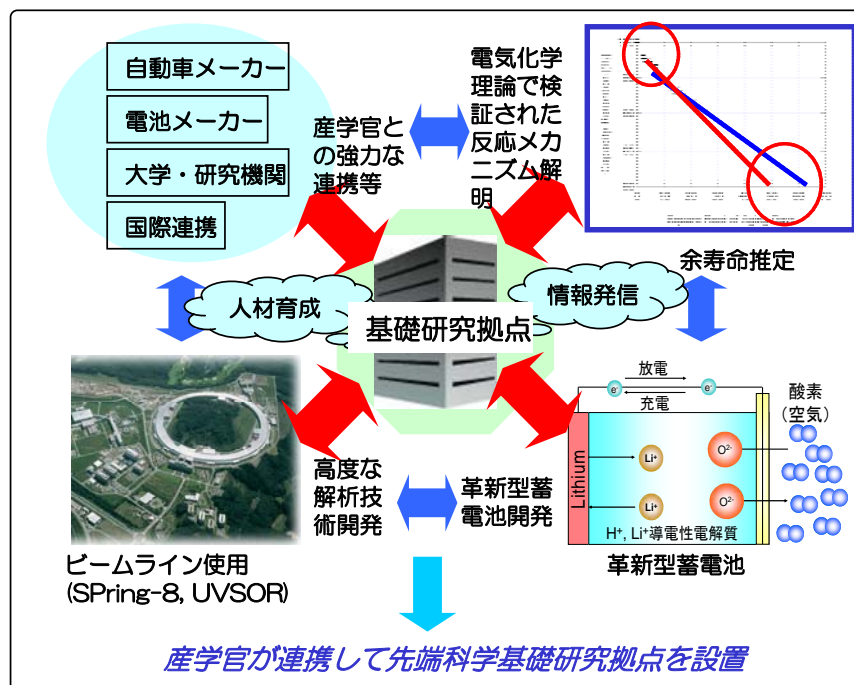 自動車メーカー
電池メーカー
大学・研究機関
国際連携
産学官と
の強力な
連携等
電気化学
理論で検
証された
反応メカ
ニズム解
明
余寿命推定
人材育成
情報発信
基礎研究拠点
高度な
解析技
術開発
革新型蓄
電池開発
ビームライン使用
(SPring-8, UVSOR)
放電
e-
e-
充電
酸素
(空気)
Lithium
Li+
O2-
Li+
O2-
H+, Li+導電性電解質
革新型蓄電池
産学官が連携して先端科学基礎研究拠点を設置